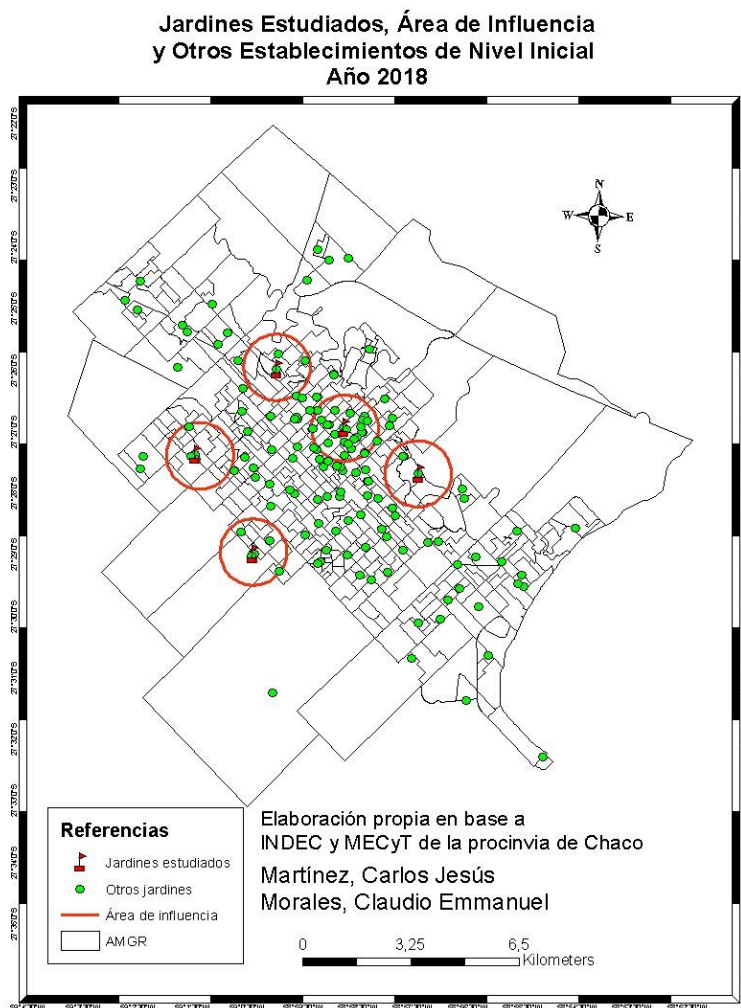 Jardines Estudiados, Área de Influencia
y Otros Establecimientos de Nivel Inicial
Año 2018
N
W
E
S
Referencias
Jardines estudiados
Otros jardines
Área de influencia
AMGR
Elaboración propia en base a
INDEC y MECyT de la procinvia de Chaco
Martínez, Carlos Jesús
Morales, Claudio Emmanuel
0 3,25 6,5
Kilometers